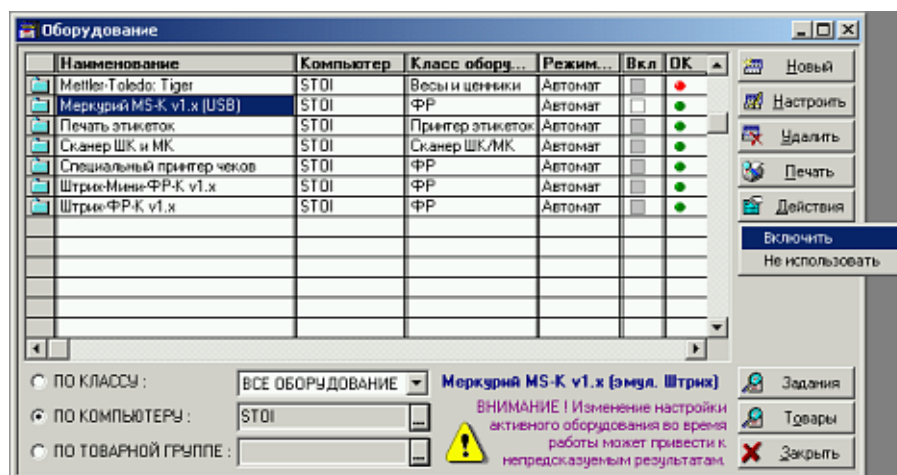 Оборудование
Наименование Компьютер Класс обору... Режим... Вкл OK
Mettler-Toledo: Tiger STOI Весы и ценники Автомат
Меркурий MS-K v1.x (USB) STOI ФР Автомат
Печать этикеток STOI Принтер этикеток Автомат
Сканер ШК и МК STOI Сканер ШК/МК Автомат
Специальный принтер чеков STOI ФР Автомат
Штрих-Мини-ФР-К v1.x STOI ФР Автомат
Штрих-ФР-К v1.x STOI ФР Автомат
Новый
Настроить
Удалить
Печать
Действия
Включить
Не использовать
ПО КЛАССУ : ВСЕ ОБОРУДОВАНИЕ
ПО КОМПЬЮТЕРУ : STOI ...
ПО ТОВАРНОЙ ГРУППЕ : ...
Меркурий MS-K v1.x (эмул. Штрих)
ВНИМАНИЕ ! Изменение настройки
активного оборудования во время
работы может привести к
непредсказуемым результатам.
Задания
Товары
Закрыть